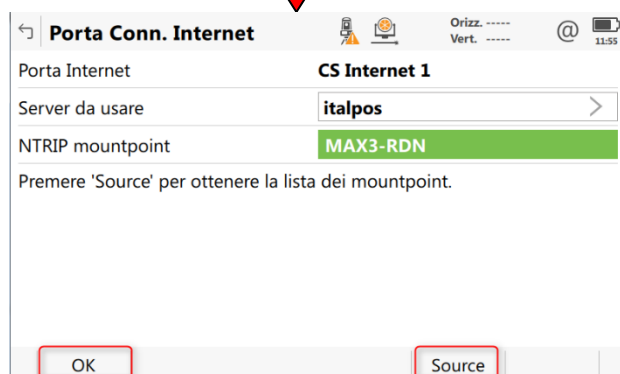 Porta Conn. Internet
Orizz. -----
Vert. -----
@
11:55
Porta Internet CS Internet 1
Server da usare italpos
NTRIP mountpoint MAX3-RDN
Premere 'Source' per ottenere la lista dei mountpoint.
OK Source